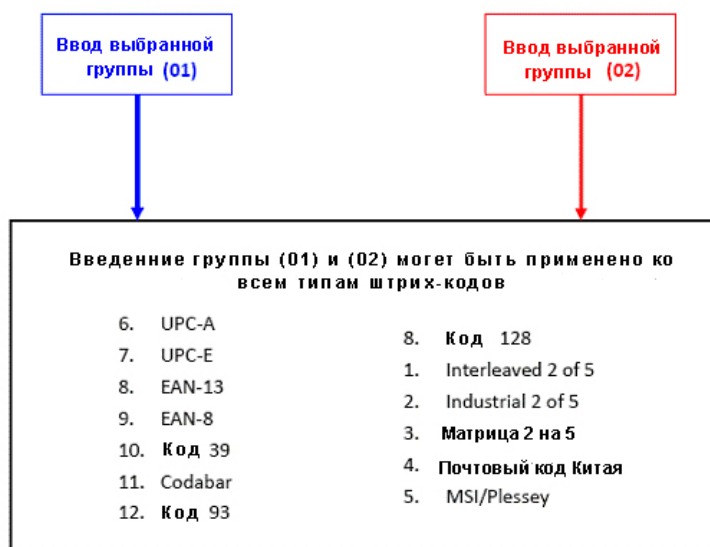 Ввод выбранной
группы (01)
Ввод выбранной
группы (02)
Введенние группы (01) и (02) могет быть применено ко
всем типам штрих-кодов
6. UPC-A
7. UPC-E
8. EAN-13
9. EAN-8
10. Код 39
11. Codabar
12. Код 93
8. Код 128
1. Interleaved 2 of 5
2. Industrial 2 of 5
3. Матрица 2 на 5
4. Почтовый код Китая
5. MSI/Plessey